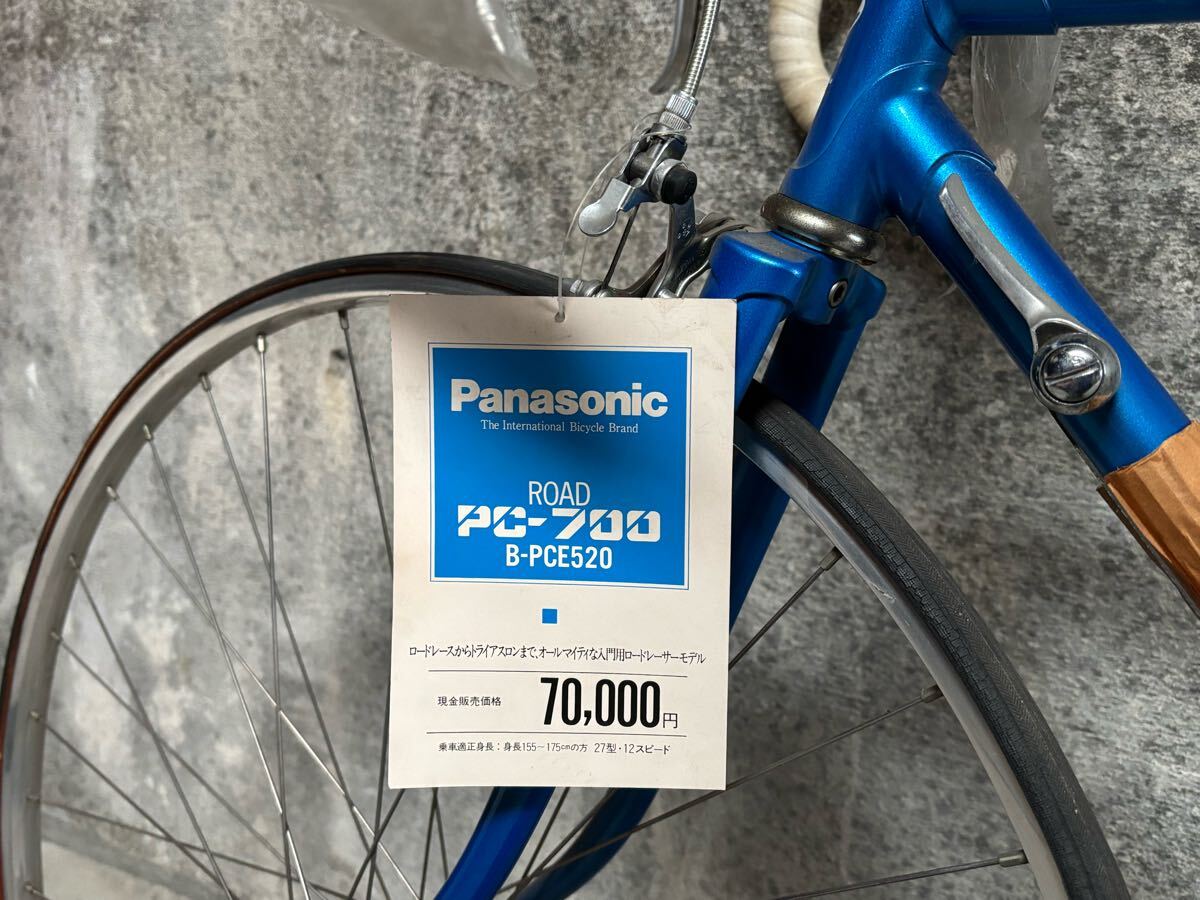 Panasonic
The International Bicycle Brand
ROAD
PC-700
B-PCE520
ロードレースからトライアスロンまで、オールマイティな入門用ロードレーサーモデル
現金販売価格 70,000円
乗車適正身長：身長155～175cmの方 27型・12スピード